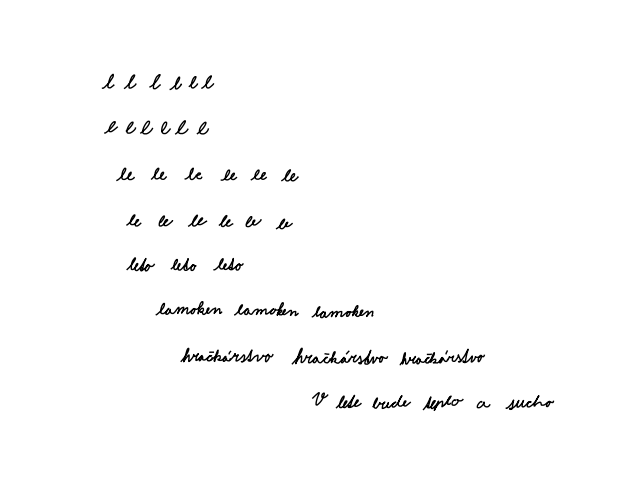 l l l l l l
l l l l l l
le le le le le le
le le le le le le
leto leto leto
lamoken lamoken lamoken
hračkárstvo hračkárstvo hračkárstvo
V lete bude teplo a sucho